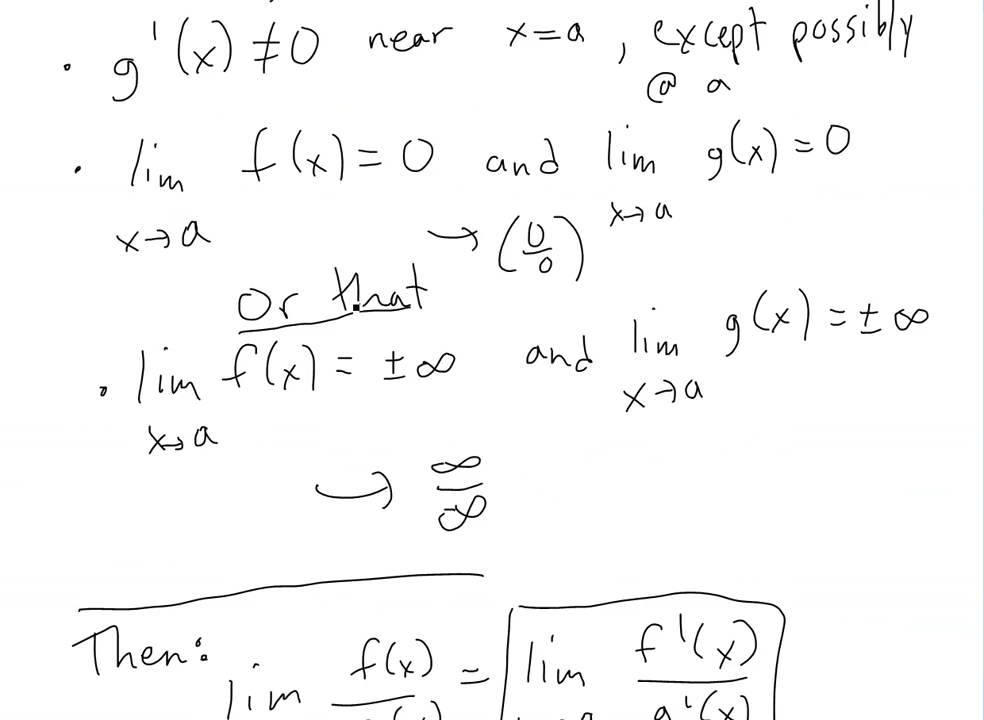 • g'(x) ≠ 0 near x=a, except possibly
@ a
• lim f(x) = 0 and lim g(x) = 0
x→a x→a
→ (0/0)
Or that
• lim f(x) = ±∞ and lim g(x) = ±∞
x→a x→a
→ ∞/∞
Then: lim f(x) = lim f'(x)
g'(x)